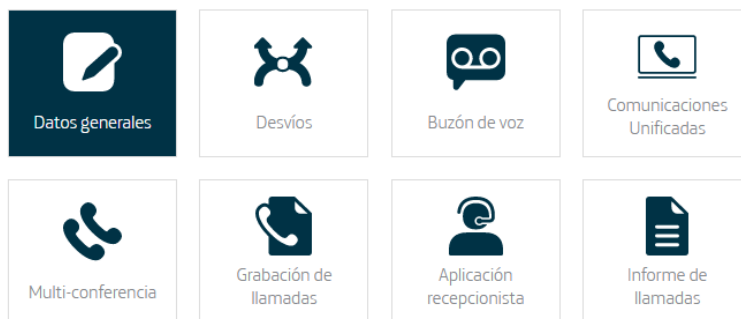 Datos generales
Desvíos
Buzón de voz
Comunicaciones
Unificadas
Multi-conferencia
Grabación de
llamadas
Aplicación
recepcionista
Informe de
llamadas